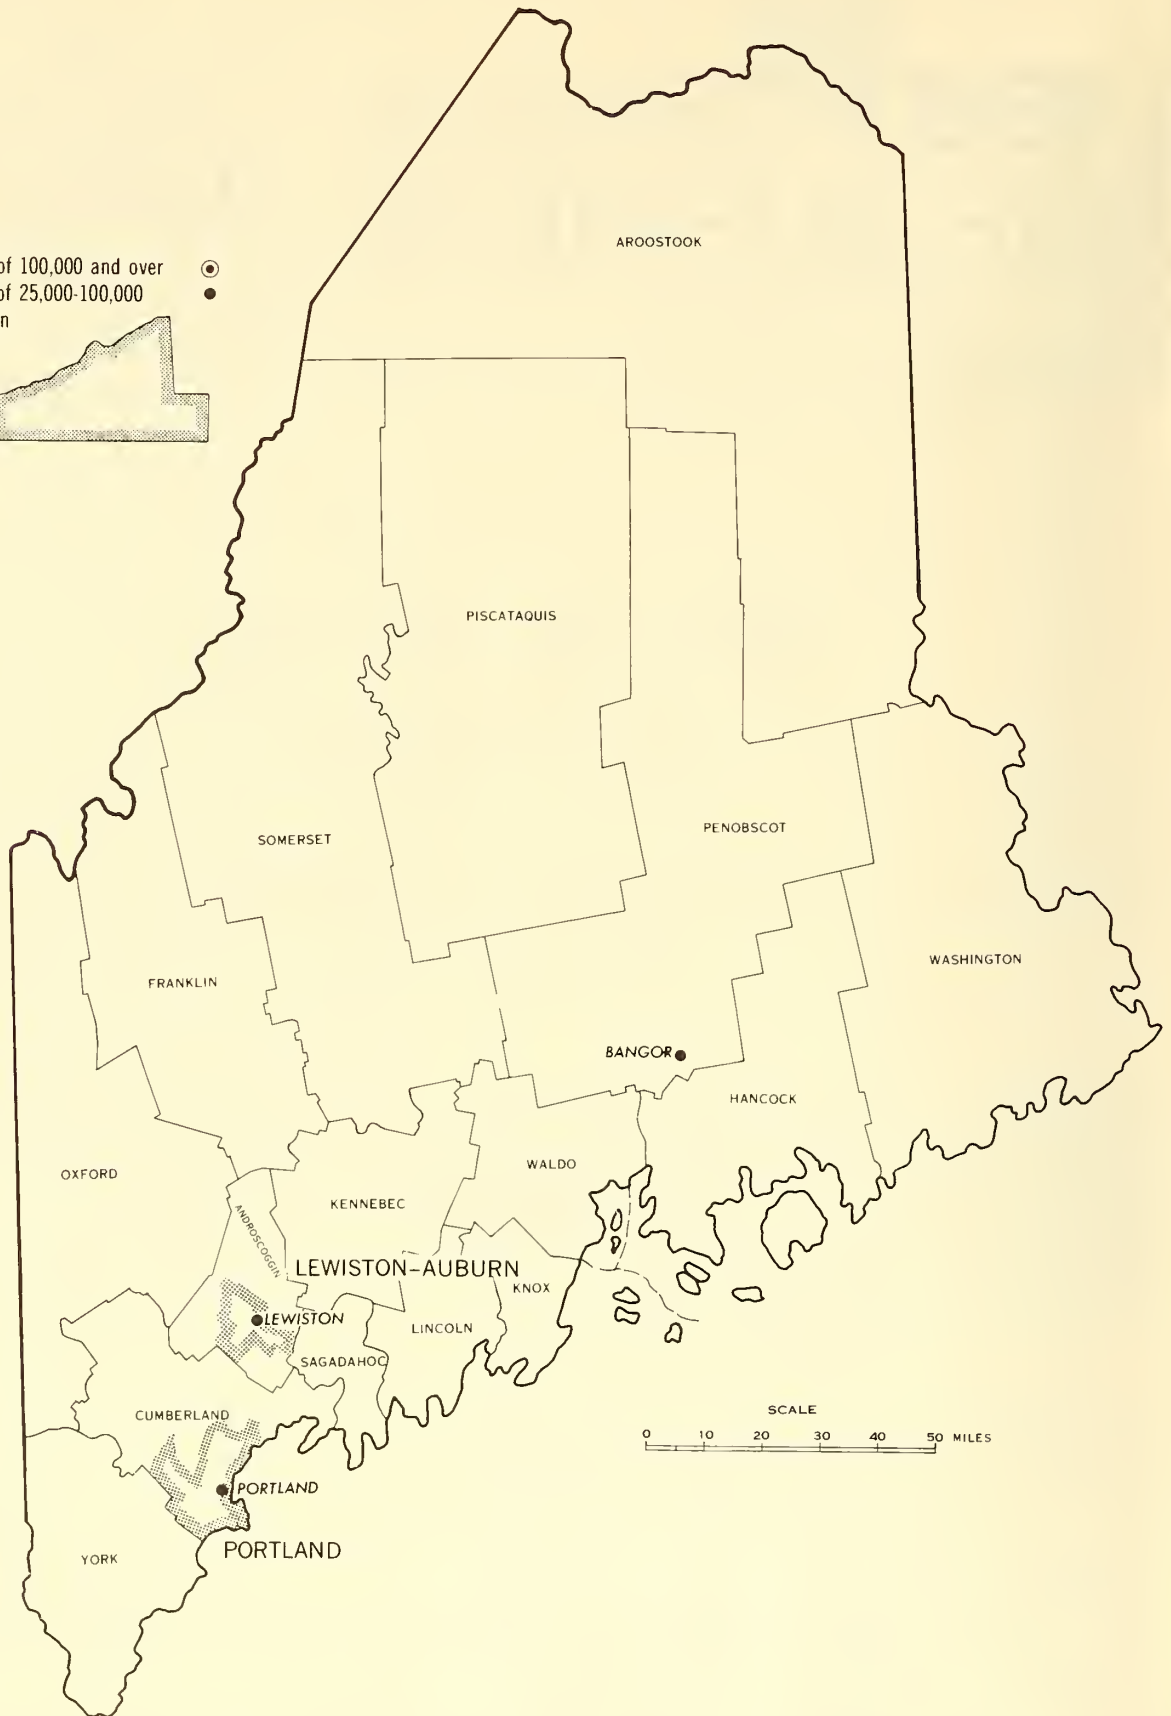 of 100,000 and over
of 25,000-100,000
AROOSTOOK
PISCATAQUIS
SOMERSET
PENOBSCOT
FRANKLIN
WASHINGTON
BANGOR
HANCOCK
OXFORD
WALDO
KENNEBEC
ANDROSCOGGIN
LEWISTON-AUBURN
KNOX
LEWISTON
LINCOLN
SAGADAHOC
CUMBERLAND
SCALE
0 10 20 30 40 50 MILES
PORTLAND
PORTLAND
YORK